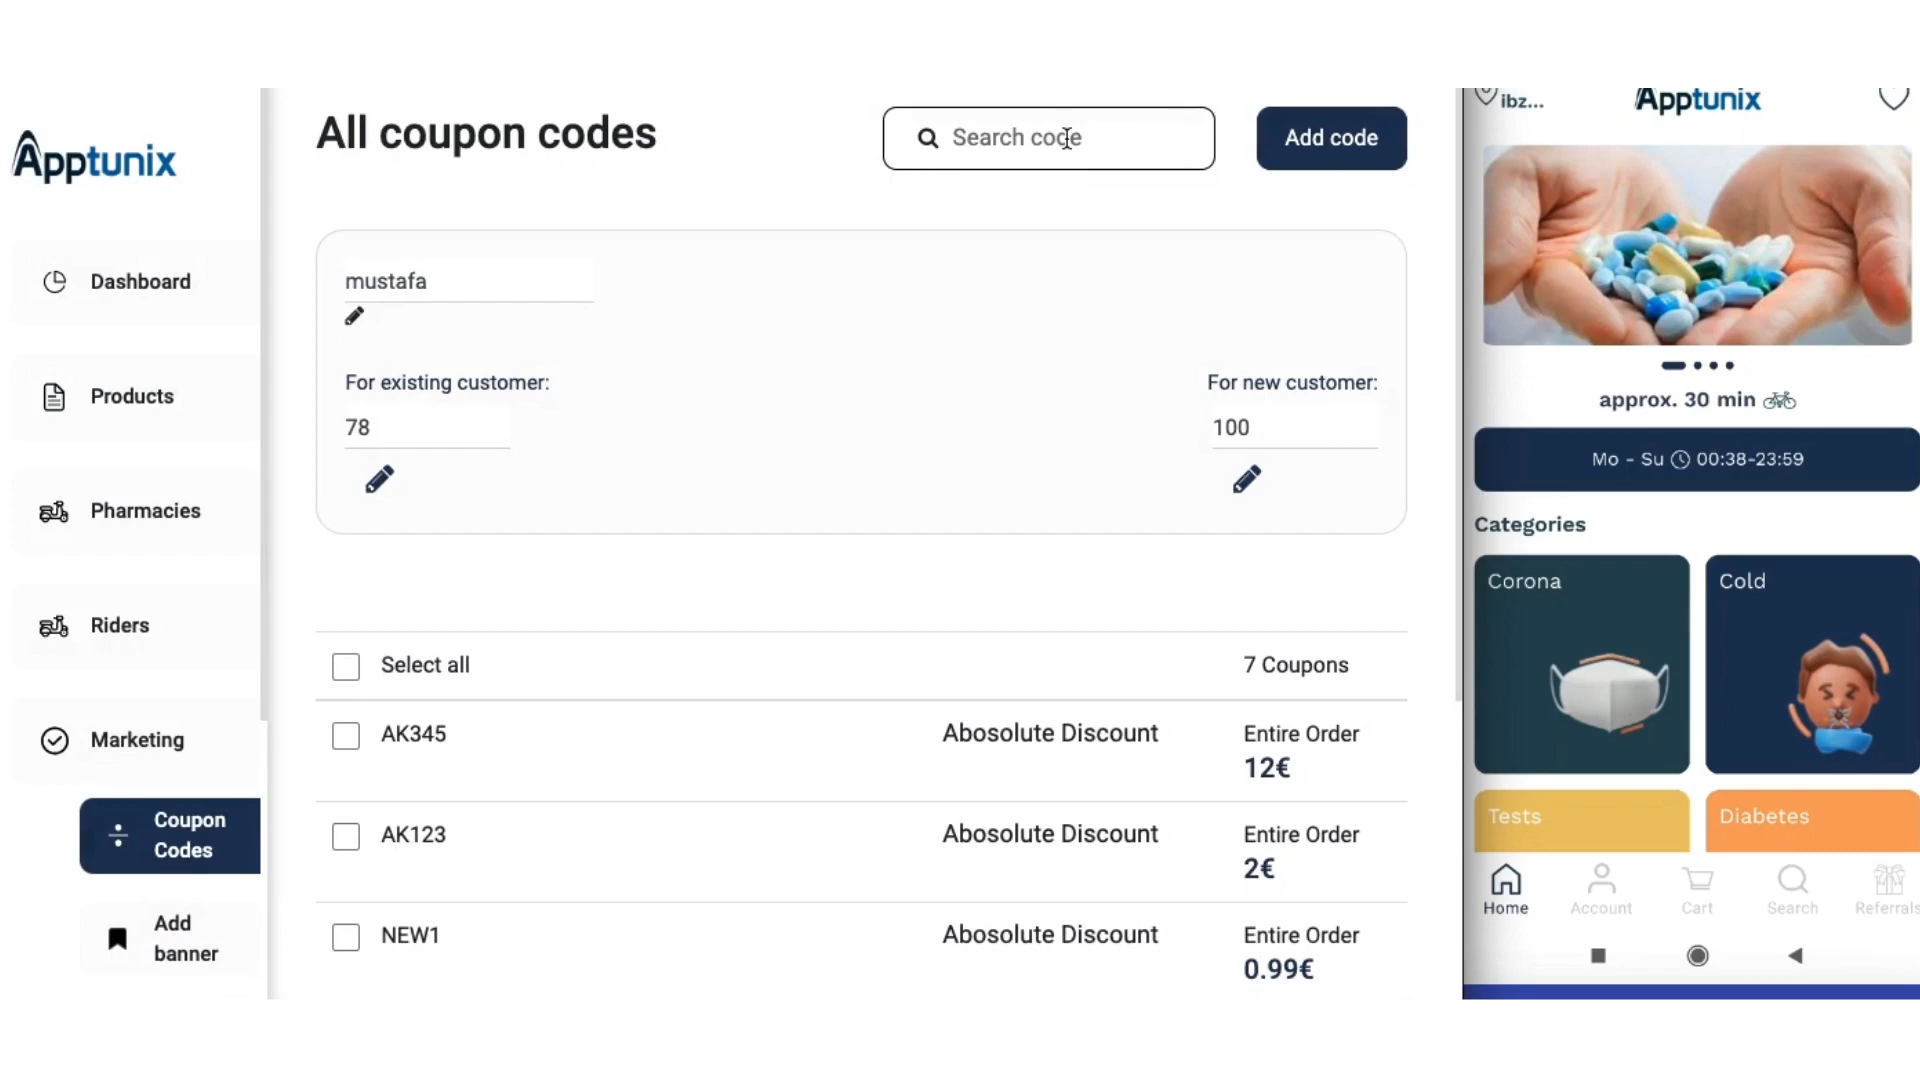 Apptunix
Dashboard
Products
Pharmacies
Riders
Marketing
Coupon
Codes
Add
banner
All coupon codes
Search code
Add code
mustafa
For existing customer:
78
For new customer:
100
Select all
7 Coupons
AK345
Abosolute Discount
Entire Order
12€
AK123
Abosolute Discount
Entire Order
2€
NEW1
Abosolute Discount
Entire Order
0.99€
ibz...
Apptunix
approx. 30 min
Mo - Su 00:38-23:59
Categories
Corona
Cold
Tests
Diabetes
Home
Account
Cart
Search
Referrals